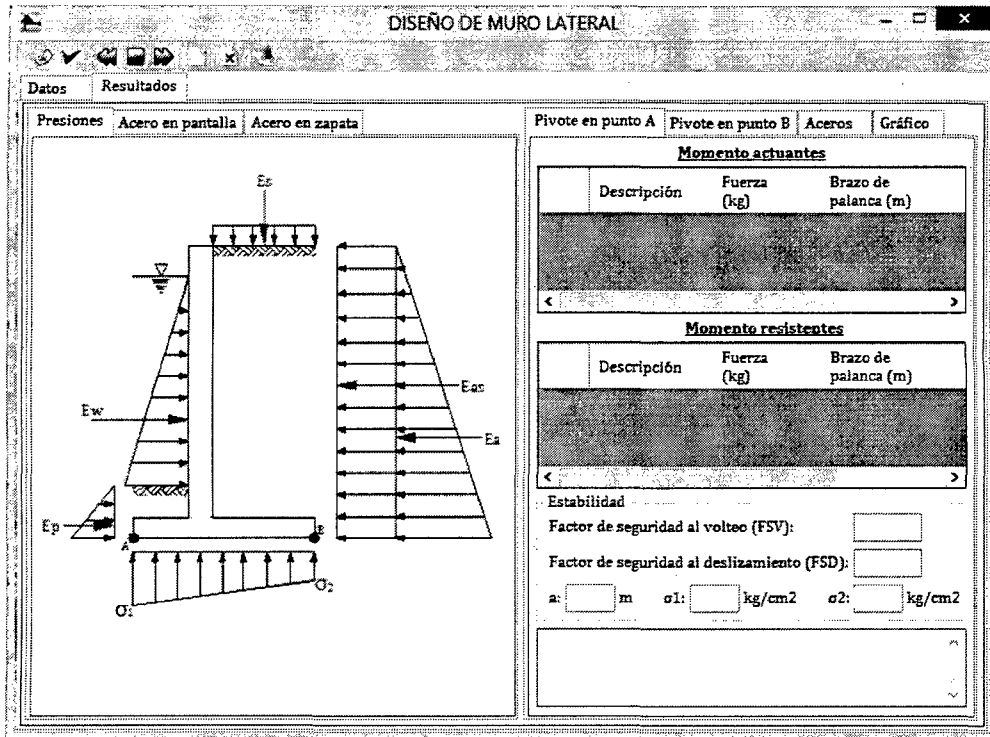 DISEÑO DE MURO LATERAL
Datos Resultados
Presiones Acero en pantalla Acero en zapata
Es
Eas
Ew
Ea
Ep
A
B
σ1
σ2
Pivote en punto A Pivote en punto B Aceros Gráfico
Momento actuantes
Descripción Fuerza (kg) Brazo de palanca (m)
Momento resistentes
Descripción Fuerza (kg) Brazo de palanca (m)
Estabilidad
Factor de seguridad al volteo (FSV):
Factor de seguridad al deslizamiento (FSD):
a: m σ1: kg/cm2 σ2: kg/cm2